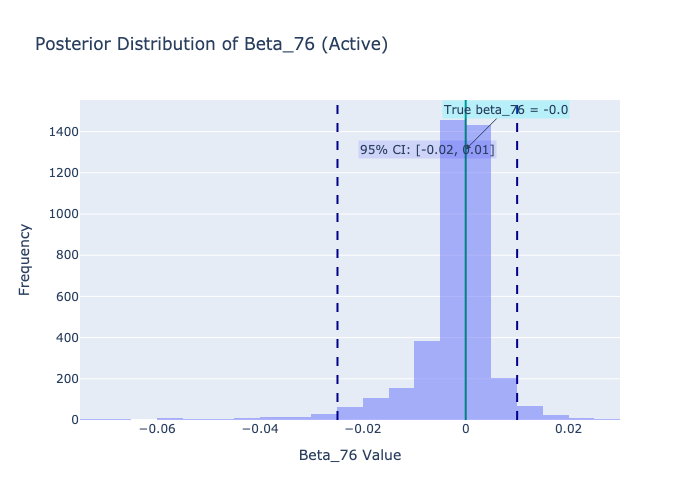 Posterior Distribution of Beta_76 (Active)
True beta_76 = -0.0
95% CI: [-0.02, 0.01]
1400
1200
1000
800
600
400
200
0
Frequency
−0.06
−0.04
−0.02
0
0.02
Beta_76 Value